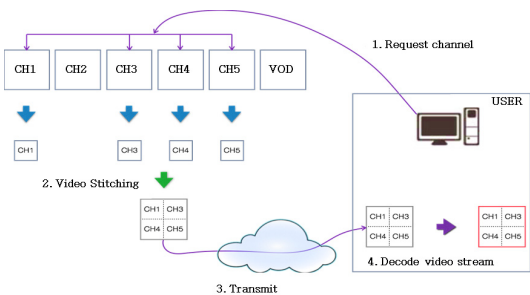 1. Request channel
CH1 CH2 CH3 CH4 CH5 VOD
USER
CH1 CH3 CH4 CH5
2. Video Stitching
CH1 CH3
CH4 CH5
CH1 CH3
CH4 CH5
CH1 CH3
CH4 CH5
4. Decode video stream
3. Transmit